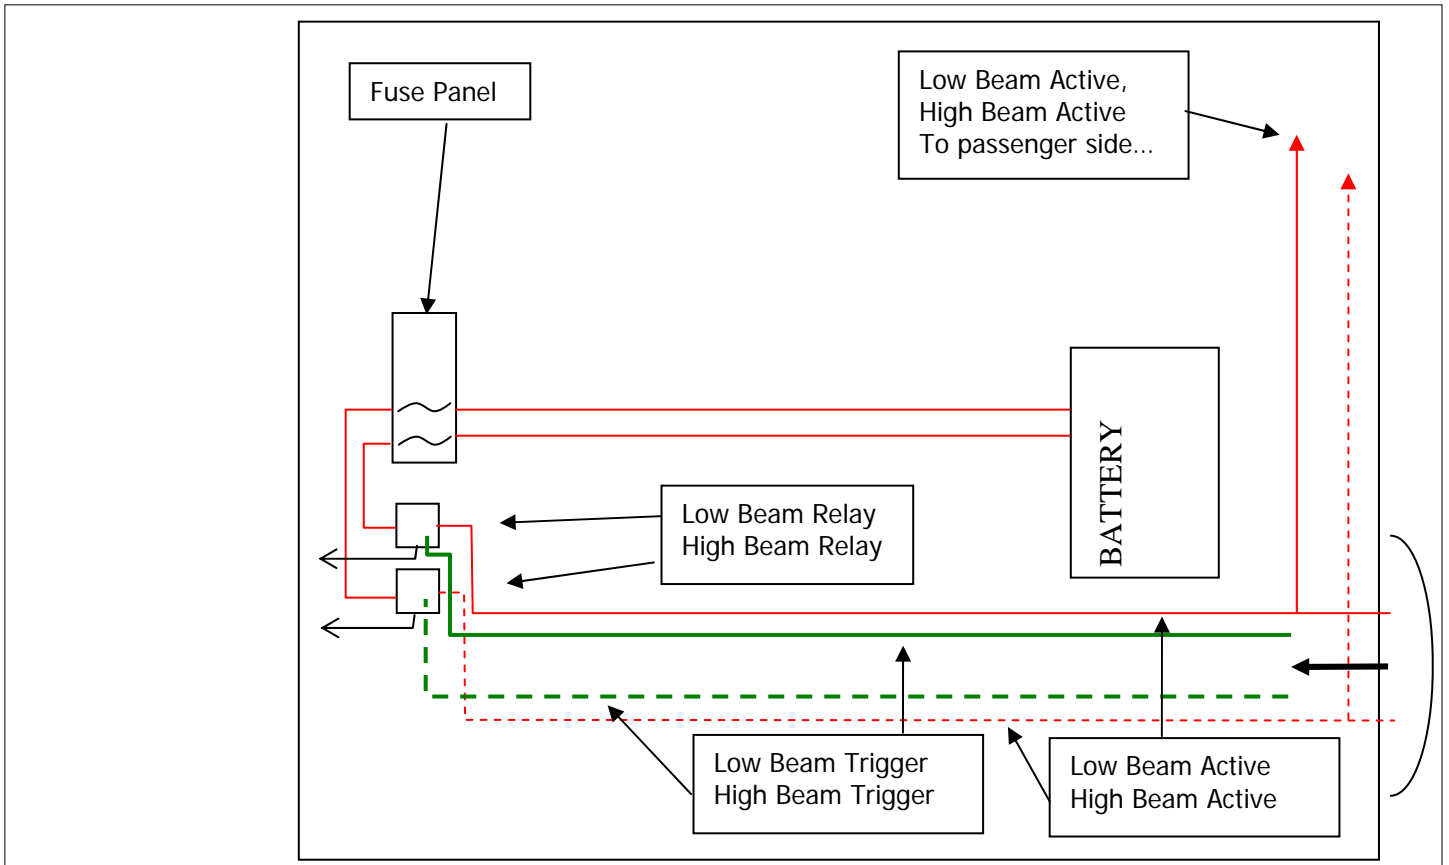 Fuse Panel
Low Beam Active,
High Beam Active
To passenger side...
BATTERY
Low Beam Relay
High Beam Relay
Low Beam Trigger
High Beam Trigger
Low Beam Active
High Beam Active